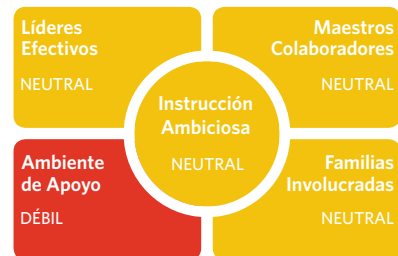 Líderes
Efectivos
NEUTRAL
Maestros
Colaboradores
NEUTRAL
Instrucción
Ambiciosa
NEUTRAL
Ambiente
de Apoyo
DÉBIL
Familias
Involucradas
NEUTRAL